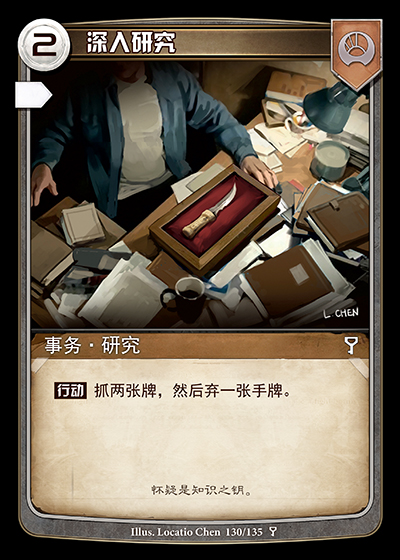 2
深入研究
L. CHEN
事务·研究
行动 抓两张牌，然后弃一张手牌。
怀疑是知识之钥。
Illus. Locatio Chen 130/135